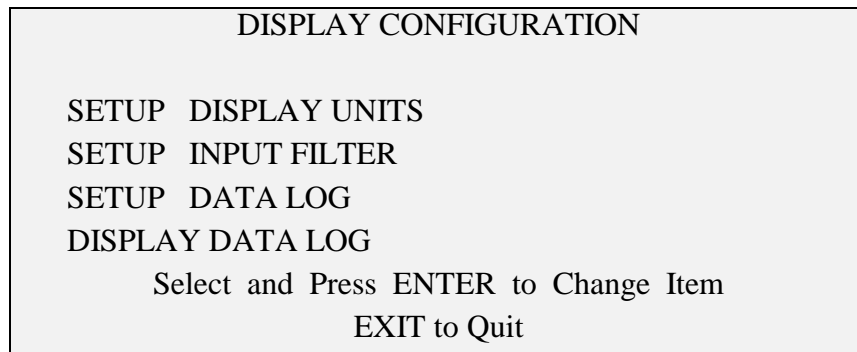 DISPLAY CONFIGURATION
SETUP DISPLAY UNITS
SETUP INPUT FILTER
SETUP DATA LOG
DISPLAY DATA LOG
Select and Press ENTER to Change Item
EXIT to Quit